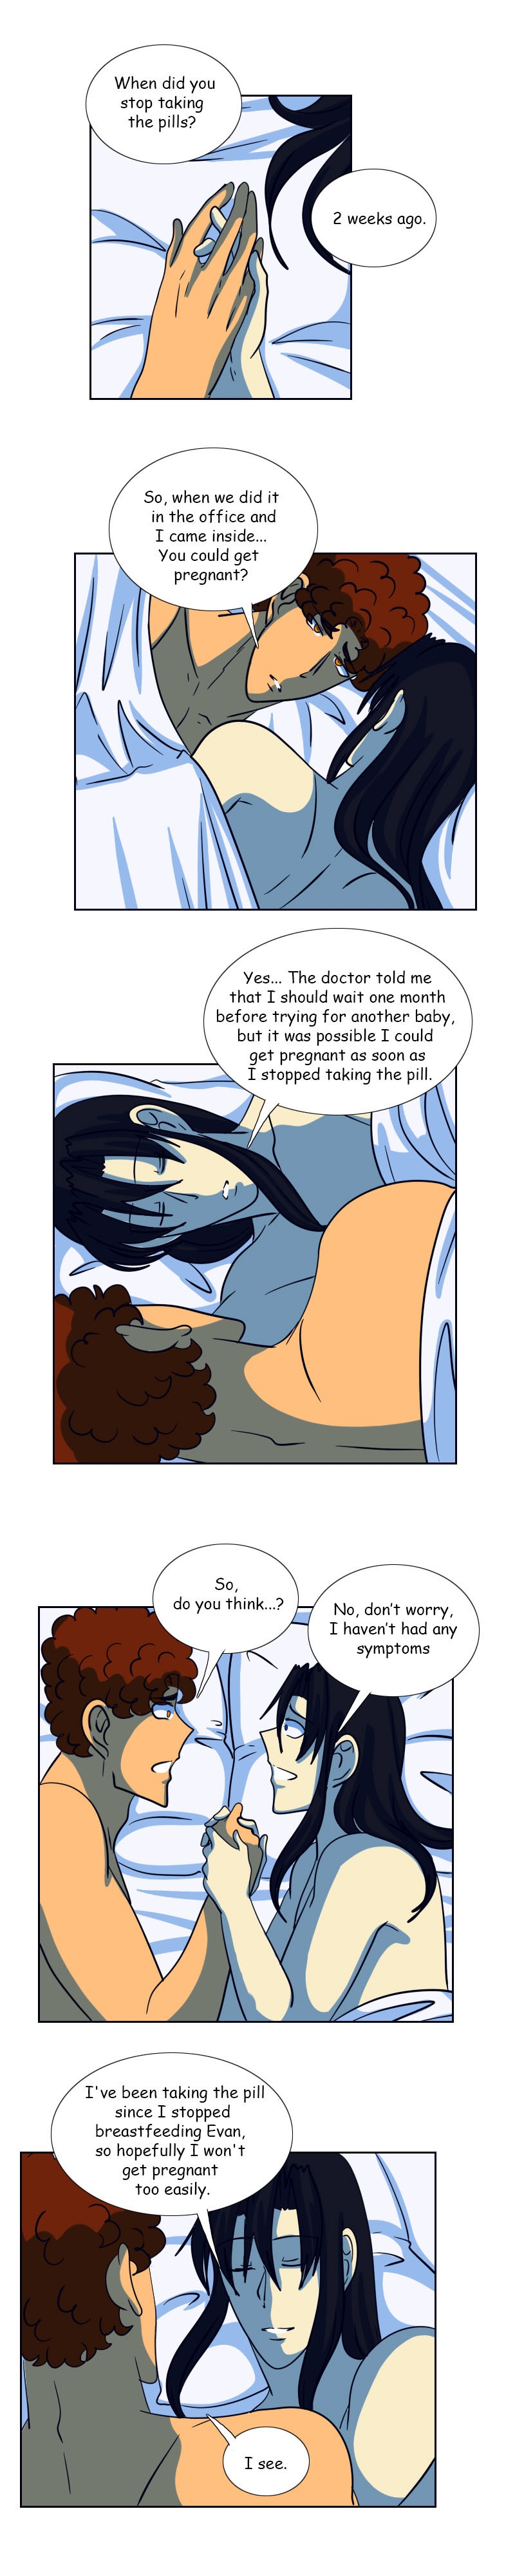 When did you
stop taking
the pills?
2 weeks ago.
So, when we did it
in the office and
I came inside...
You could get
pregnant?
Yes... The doctor told me
that I should wait one month
before trying for another baby,
but it was possible I could
get pregnant as soon as
I stopped taking the pill.
So,
do you think...?
No, don't worry,
I haven't had any
symptoms
I've been taking the pill
since I stopped
breastfeeding Evan,
so hopefully I won't
get pregnant
too easily.
I see.